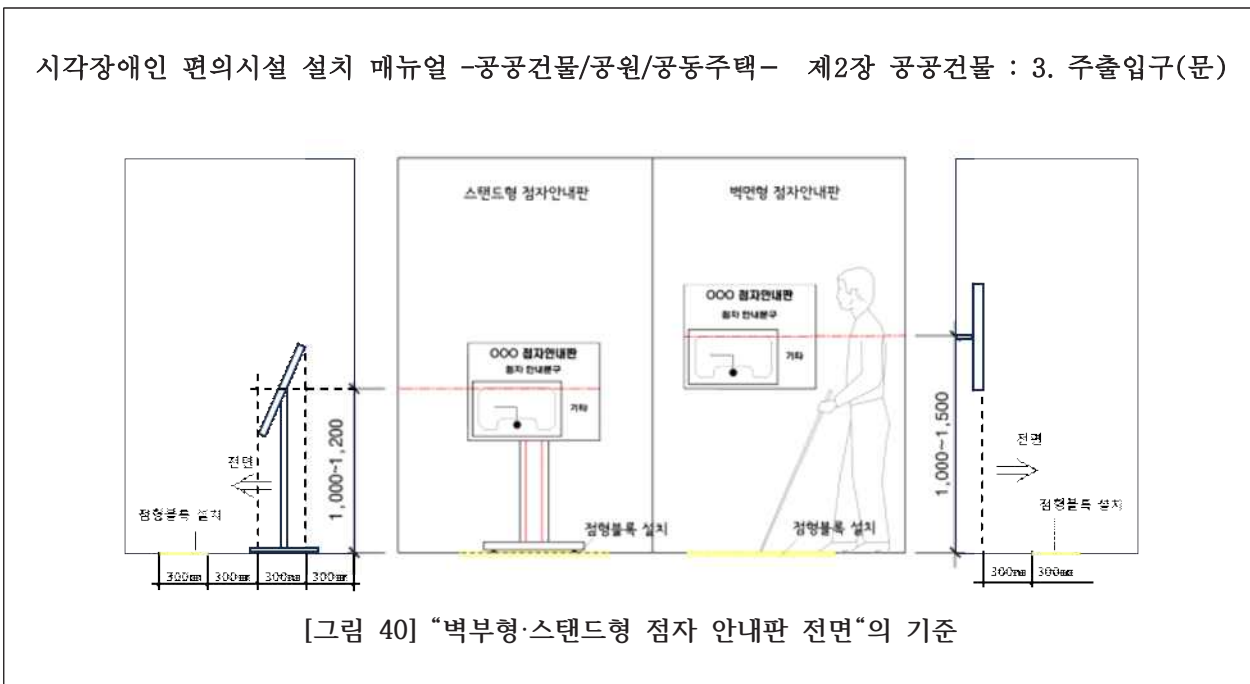 시각장애인 편의시설 설치 매뉴얼 -공공건물/공원/공동주택- 제2장 공공건물 : 3. 주출입구(문)
스탠드형 점자안내판
벽면형 점자안내판
OOO 점자안내판
점자 안내문구
기타
OOO 점자안내판
점자 안내문구
기타
전면
점형블록 설치
1,000~1,200
300㎜ 300㎜ 300㎜ 300㎜
점형블록 설치
점형블록 설치
1,000~1,500
전면
점형블록 설치
300㎜ 300㎜
[그림 40] “벽부형·스탠드형 점자 안내판 전면“의 기준